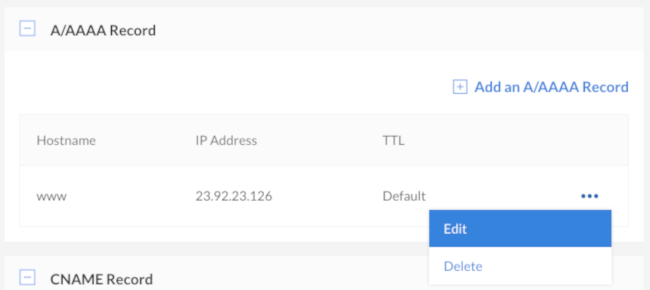 A/AAAA Record
Add an A/AAAA Record
Hostname IP Address TTL
www 23.92.23.126 Default
Edit
Delete
CNAME Record